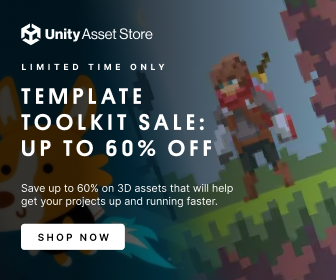 Unity Asset Store
LIMITED TIME ONLY
TEMPLATE
TOOLKIT SALE:
UP TO 60% OFF
Save up to 60% on 3D assets that will help
get your projects up and running faster.
SHOP NOW